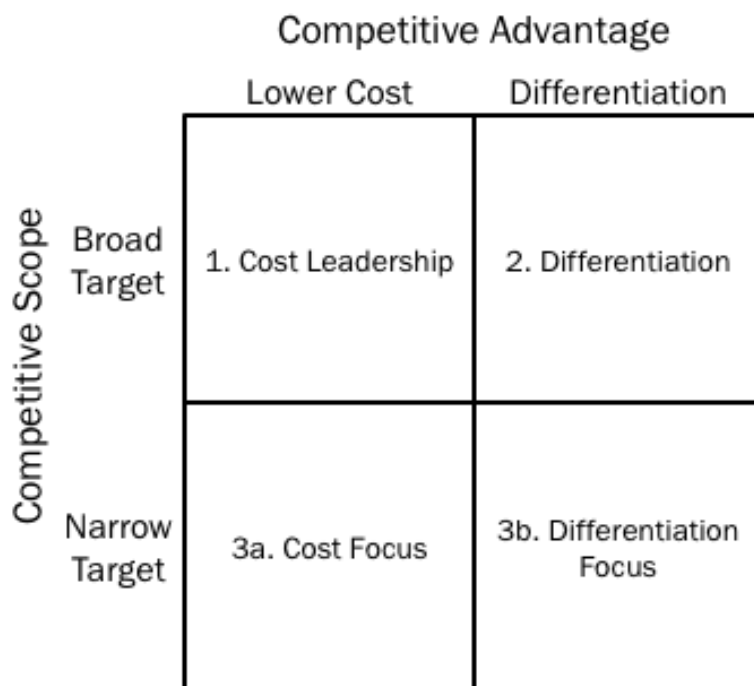 Competitive Advantage
Lower Cost
Differentiation
Competitive Scope
Broad
Target
1. Cost Leadership
2. Differentiation
Narrow
Target
3a. Cost Focus
3b. Differentiation
Focus